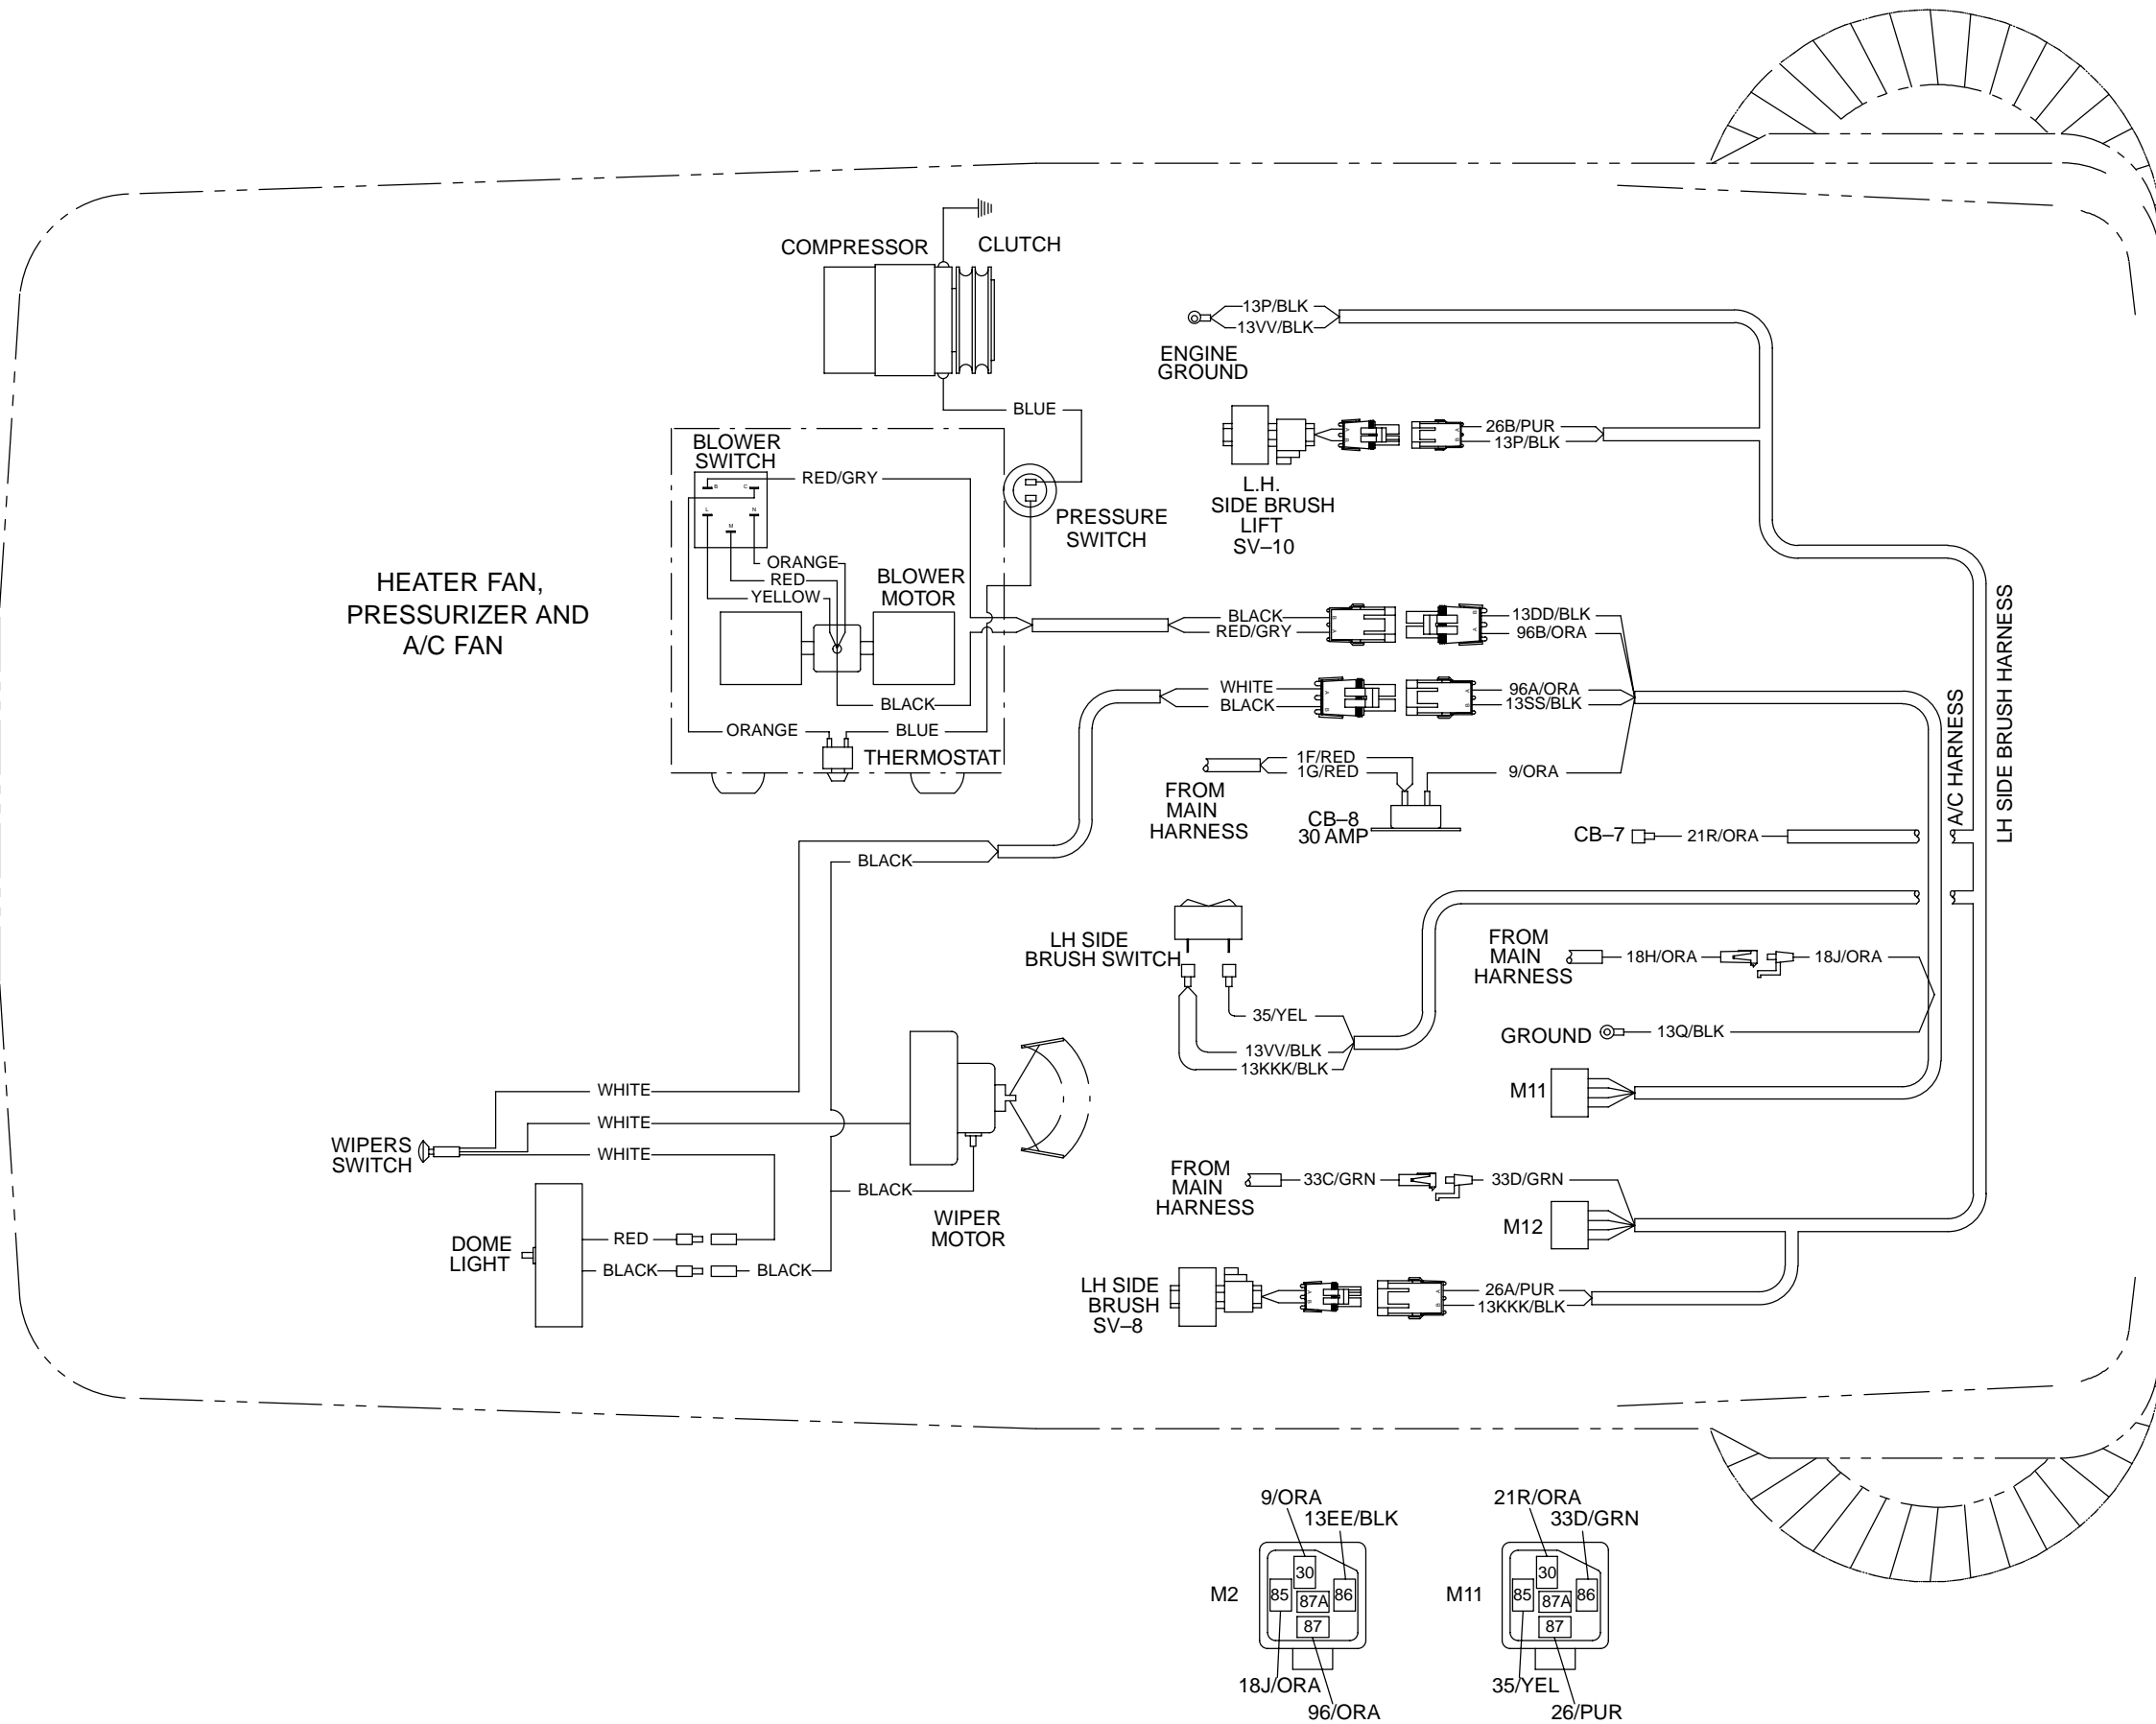 COMPRESSOR
CLUTCH
13P/BLK
13VV/BLK
ENGINE
GROUND
BLUE
26B/PUR
13P/BLK
L.H.
SIDE BRUSH
LIFT
SV–10
BLOWER
SWITCH
RED/GRY
B
C
L
N
M
PRESSURE
SWITCH
ORANGE
RED
YELLOW
BLOWER
MOTOR
HEATER FAN,
PRESSURIZER AND
A/C FAN
BLACK
RED/GRY
B
A
B
A
13DD/BLK
96B/ORA
WHITE
BLACK
A
B
A
B
96A/ORA
13SS/BLK
BLACK
ORANGE
BLUE
THERMOSTAT
1F/RED
1G/RED
9/ORA
FROM
MAIN
HARNESS
CB–8
30 AMP
CB–7
21R/ORA
A/C HARNESS
LH SIDE BRUSH HARNESS
BLACK
LH SIDE
BRUSH SWITCH
FROM
MAIN
HARNESS
18H/ORA
18J/ORA
35/YEL
13VV/BLK
13KKK/BLK
GROUND
13Q/BLK
M11
WHITE
WHITE
WHITE
WIPERS
SWITCH
BLACK
WIPER
MOTOR
FROM
MAIN
HARNESS
33C/GRN
33D/GRN
M12
DOME
LIGHT
RED
BLACK
BLACK
LH SIDE
BRUSH
SV–8
A
B
A
B
26A/PUR
13KKK/BLK
9/ORA
13EE/BLK
M2
30
85
87A
86
87
18J/ORA
96/ORA
21R/ORA
33D/GRN
M11
30
85
87A
86
87
35/YEL
26/PUR